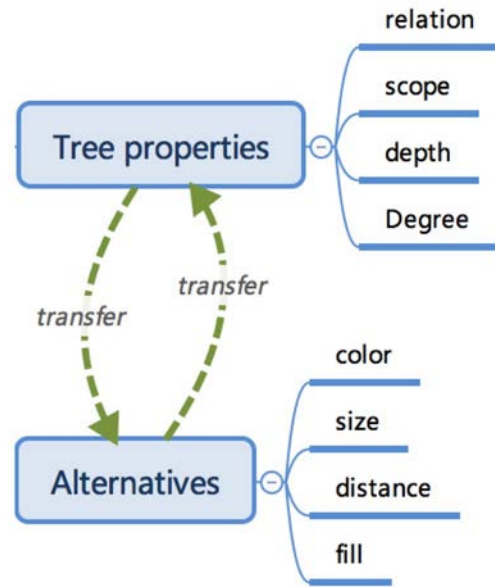 relation
scope
Tree properties
depth
Degree
transfer
transfer
color
size
Alternatives
distance
fill